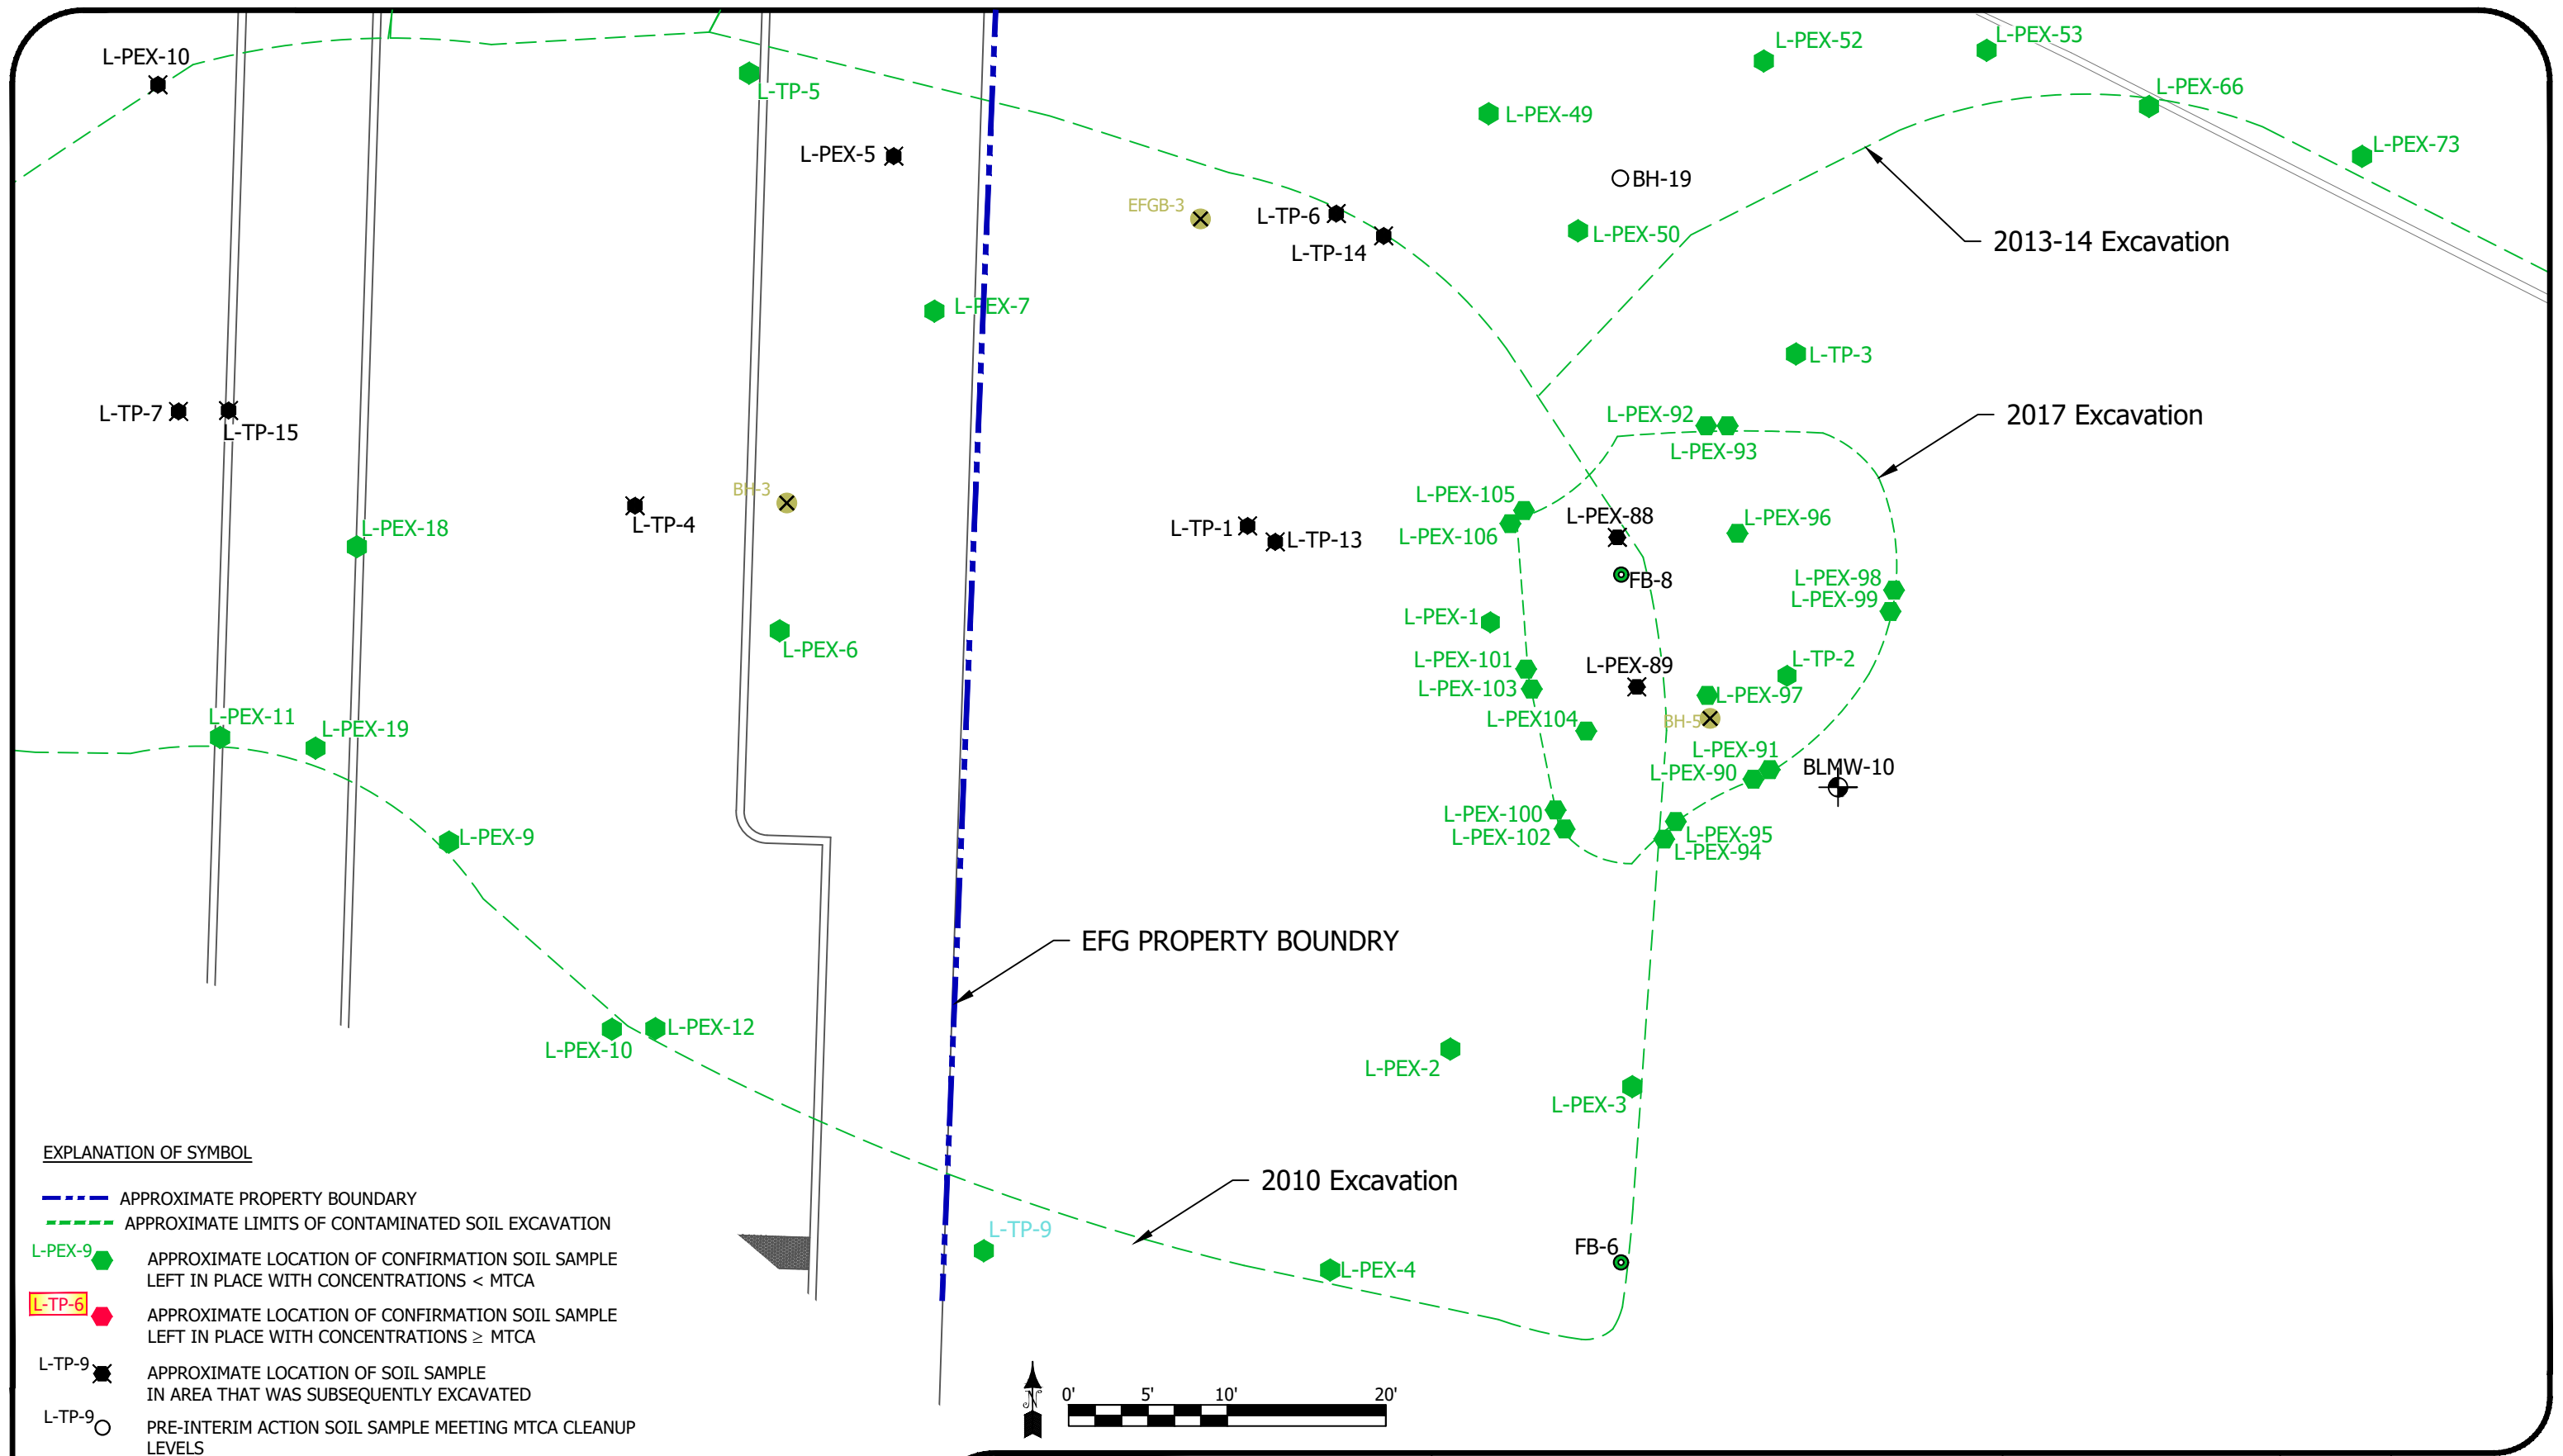 L-PEX-53
L-PEX-52
L-PEX-10
L-TP-5
L-PEX-66
L-PEX-49
L-PEX-73
L-PEX-5
BH-19
EFGB-3
L-TP-6
L-PEX-50
2013-14 Excavation
L-TP-14
L-PEX-7
L-TP-3
L-TP-7
L-PEX-92
2017 Excavation
L-TP-15
L-PEX-93
BH-3
L-PEX-105
L-PEX-18
L-TP-4
L-TP-1
L-PEX-88
L-PEX-96
L-PEX-106
L-TP-13
FB-8
L-PEX-98
L-PEX-99
L-PEX-1
L-PEX-6
L-PEX-101
L-PEX-89
L-TP-2
L-PEX-103
L-PEX-97
L-PEX-11
L-PEX-19
L-PEX104
BH-5
L-PEX-91
L-PEX-90
BLMW-10
L-PEX-100
L-PEX-9
L-PEX-102
L-PEX-95
L-PEX-94
EFG PROPERTY BOUNDRY
L-PEX-12
L-PEX-10
L-PEX-2
L-PEX-3
2010 Excavation
L-TP-9
FB-6
L-PEX-4
EXPLANATION OF SYMBOL
APPROXIMATE PROPERTY BOUNDARY
APPROXIMATE LIMITS OF CONTAMINATED SOIL EXCAVATION
L-PEX-9
APPROXIMATE LOCATION OF CONFIRMATION SOIL SAMPLE
LEFT IN PLACE WITH CONCENTRATIONS < MTCA
L-TP-6
APPROXIMATE LOCATION OF CONFIRMATION SOIL SAMPLE
LEFT IN PLACE WITH CONCENTRATIONS ≥ MTCA
L-TP-9
APPROXIMATE LOCATION OF SOIL SAMPLE
IN AREA THAT WAS SUBSEQUENTLY EXCAVATED
L-TP-9
PRE-INTERIM ACTION SOIL SAMPLE MEETING MTCA CLEANUP
LEVELS
N
0' 5' 10' 20'